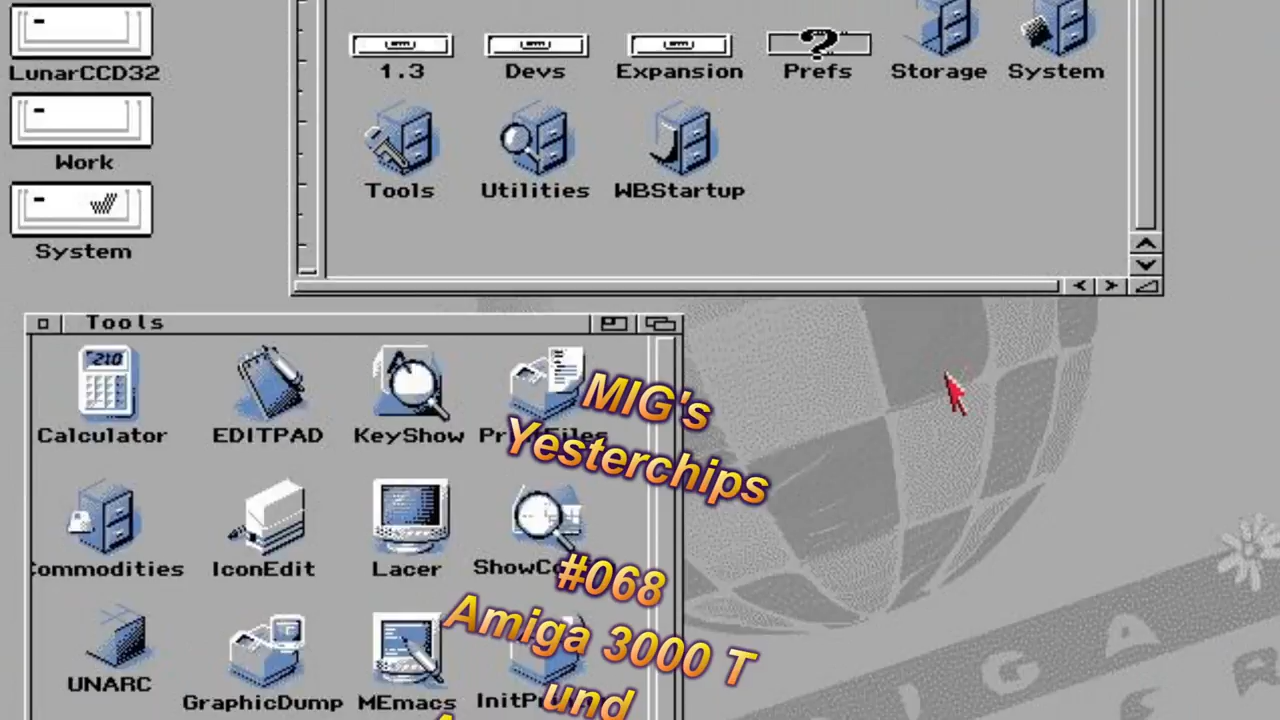 LunarCCD32
Work
System
1.3
Devs
Expansion
Prefs
Storage
System
Tools
Utilities
WBStartup
Tools
Calculator
EDITPAD
KeyShow
Commodities
IconEdit
Lacer
UNARC
GraphicDump
MEmacs
MIG's
Yesterchips
#068
Amiga 3000 T
und